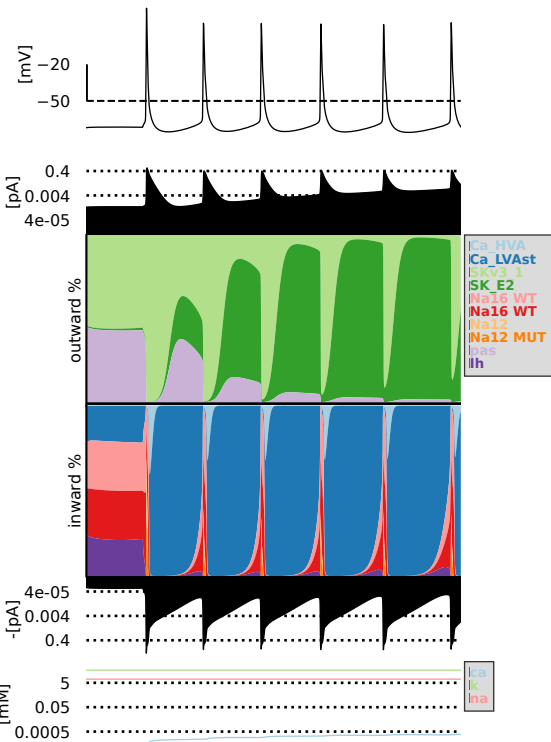 [mV]
−20
−50
[pA]
0.4
0.004
4e-05
outward %
Ca_HVA
Ca_LVAst
SKv3_1
SK_E2
Na16 WT
Na16 WT
Na12
Na12 MUT
pas
Ih
inward %
-[pA]
4e-05
0.004
0.4
[mM]
5
0.05
0.0005
ca
k
na